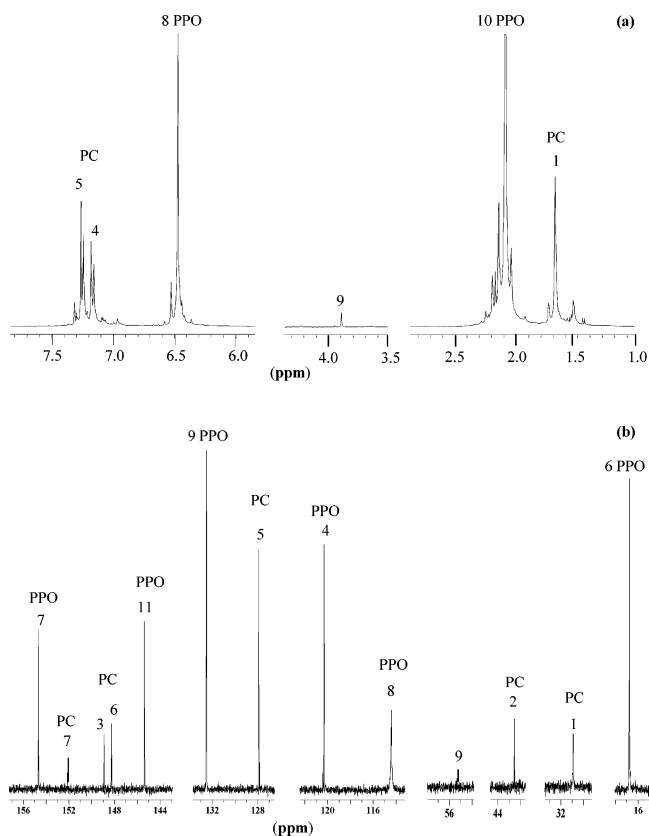 8 PPO
10 PPO
(a)
PC
5
4
PC
1
9
7.5 7.0 6.5 6.0
4.0 3.5
2.5 2.0 1.5 1.0
(ppm)
(b)
9 PPO
6 PPO
PC
5
PPO
4
PPO
7
PPO
11
PC
3 6
PC
7
PPO
8
PC
2
PC
1
9
156 152 148 144
132 128 126
120 116 112
56
44
32
16
(ppm)